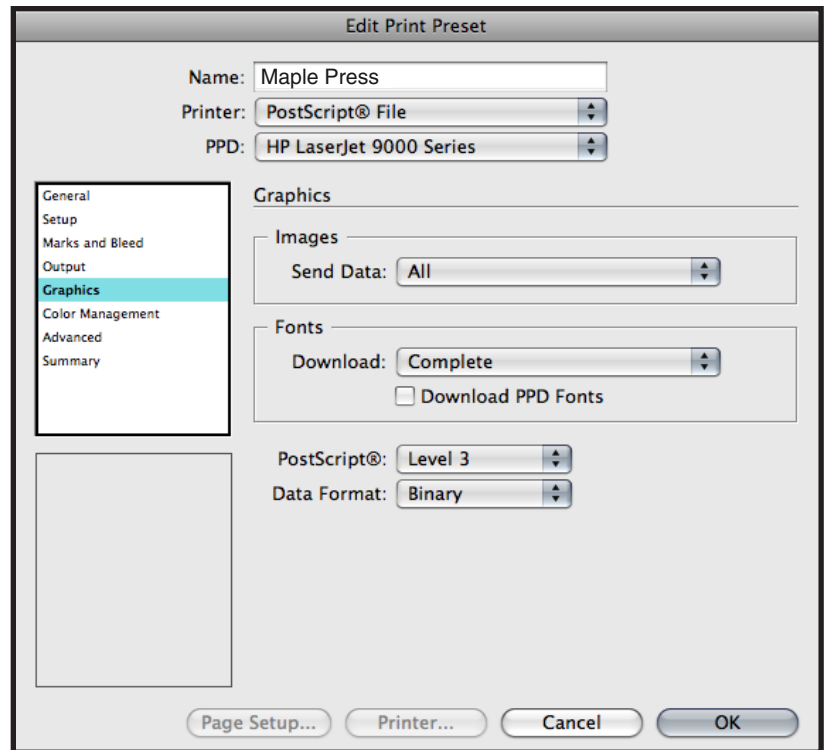 Edit Print Preset
Name: Maple Press
Printer: PostScript® File
PPD: HP LaserJet 9000 Series
General
Setup
Marks and Bleed
Output
Graphics
Color Management
Advanced
Summary
Graphics
Images
Send Data: All
Fonts
Download: Complete
Download PPD Fonts
PostScript®: Level 3
Data Format: Binary
Page Setup... Printer... Cancel OK